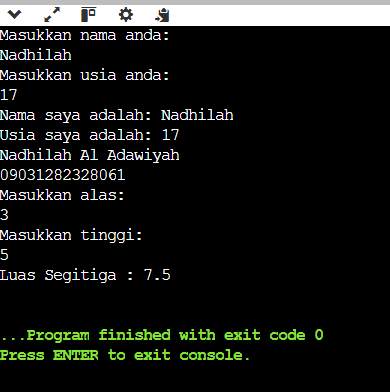 Masukkan nama anda:
Nadhilah
Masukkan usia anda:
17
Nama saya adalah: Nadhilah
Usia saya adalah: 17
Nadhilah Al Adawiyah
09031282328061
Masukkan alas:
3
Masukkan tinggi:
5
Luas Segitiga : 7.5
...Program finished with exit code 0
Press ENTER to exit console.